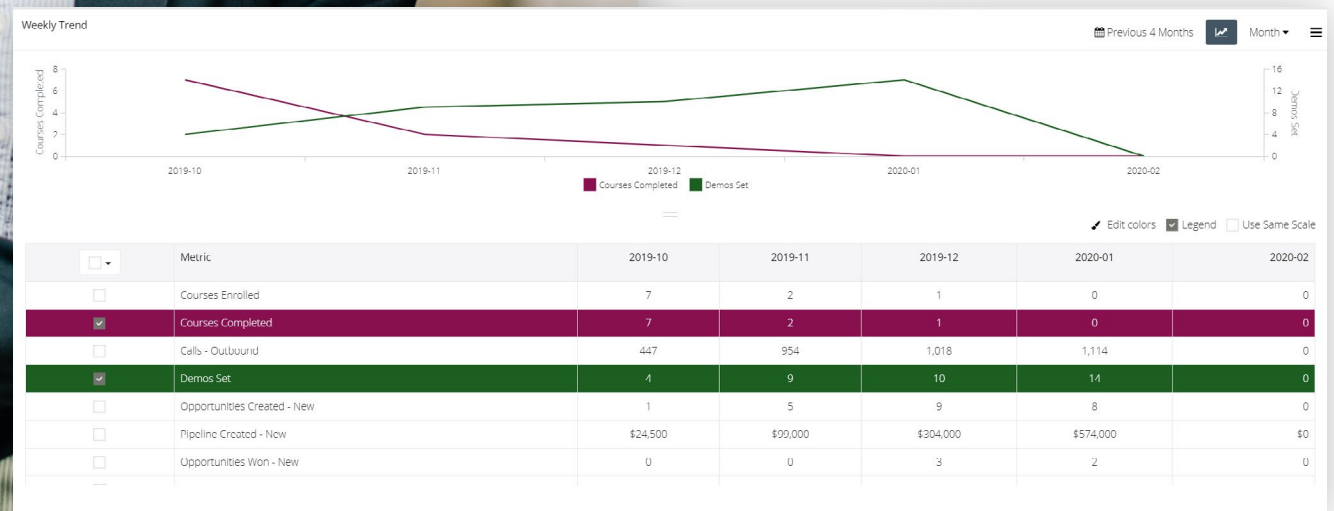 Weekly Trend
Previous 4 Months Month
8 16
6 12
4 8
2 4
0 0
Courses Completed
Demos Set
2019-10 2019-11 2019-12 2020-01 2020-02
Courses Completed Demos Set
Edit colors Legend Use Same Scale
Metric 2019-10 2019-11 2019-12 2020-01 2020-02
Courses Enrolled 7 2 1 0 0
Courses Completed 7 2 1 0 0
Calls - Outbound 447 954 1,018 1,114 0
Demos Set 4 9 10 14 0
Opportunities Created - New 1 5 9 8 0
Pipeline Created - New $24,500 $99,000 $304,000 $574,000 $0
Opportunities Won - New 0 0 3 2 0